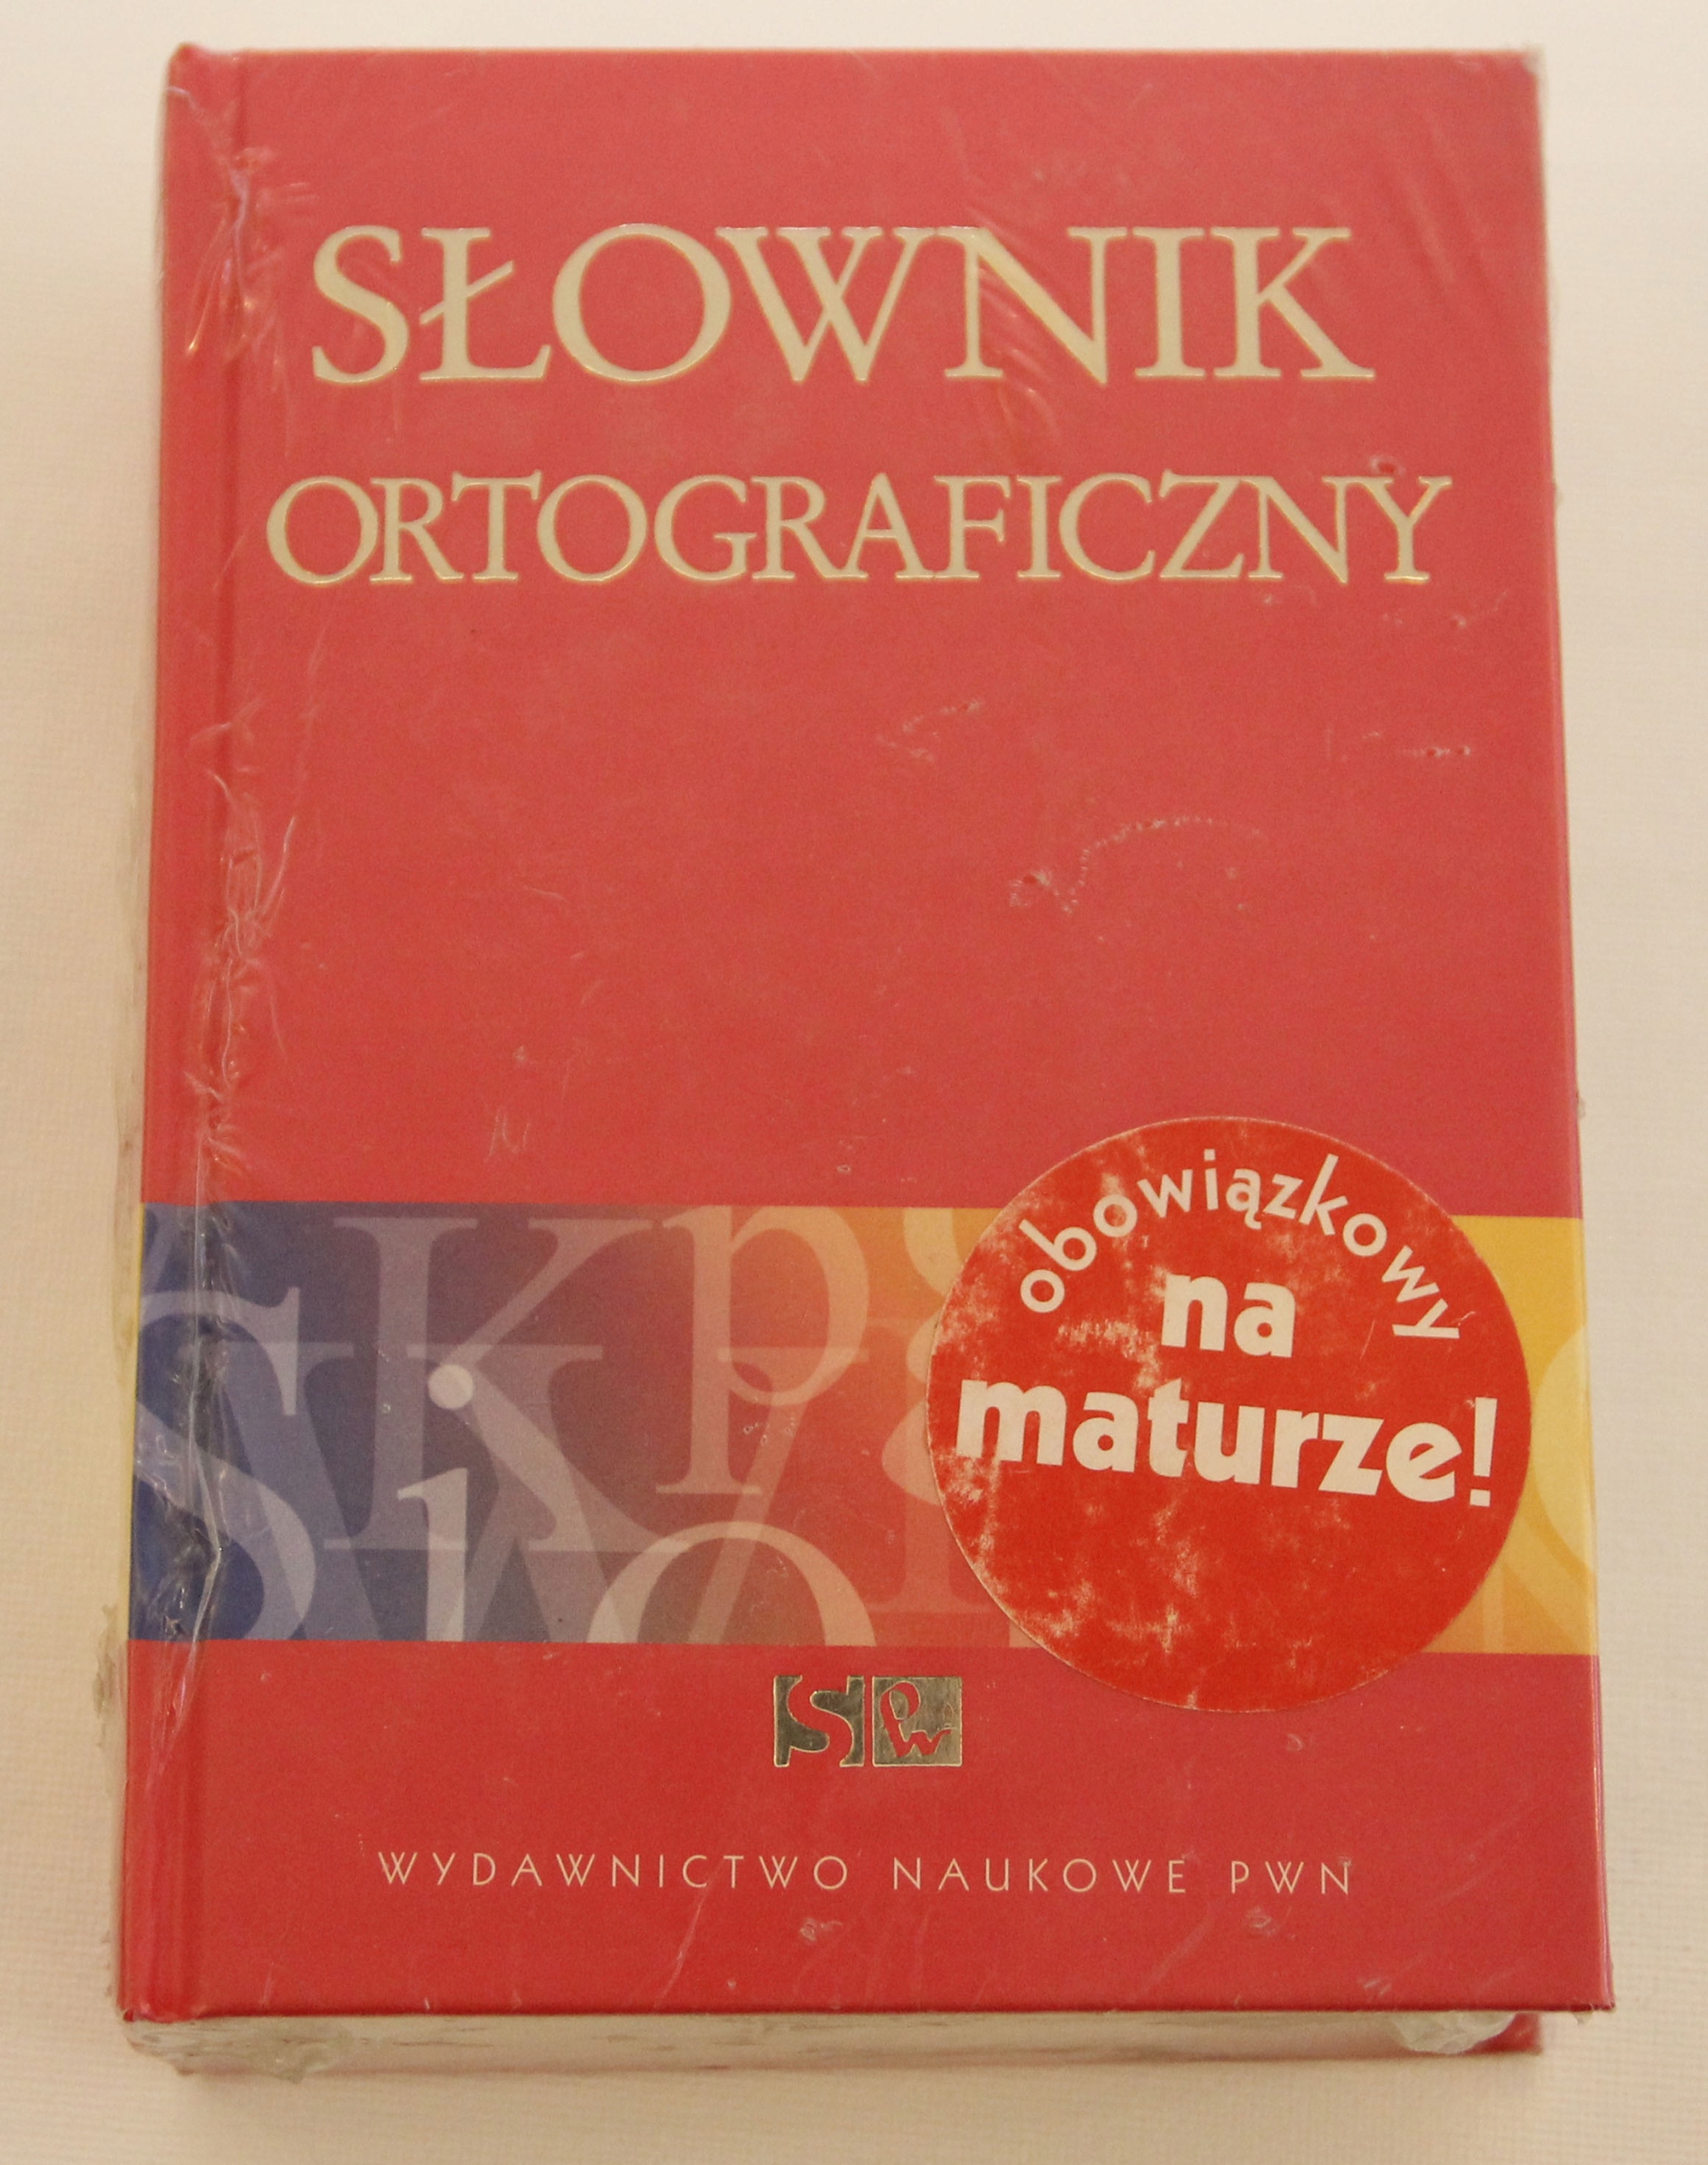 SŁOWNIK
ORTOGRAFICZNY
obowiązkowy
na
maturze!
WYDAWNICTWO NAUKOWE PWN